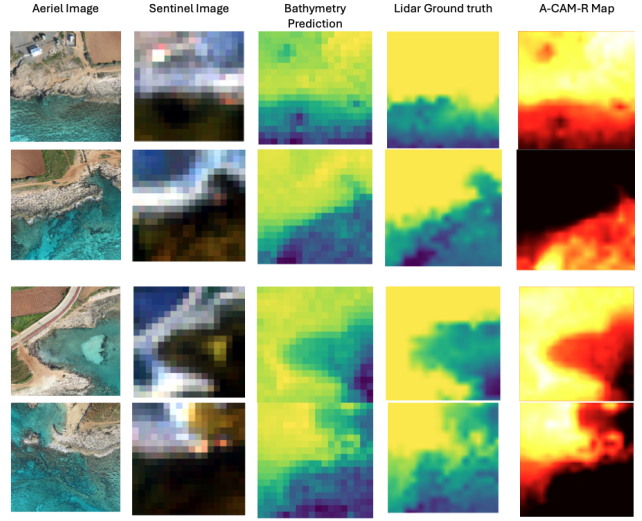 Aeriel Image
Sentinel Image
Bathymetry
Prediction
Lidar Ground truth
A-CAM-R Map